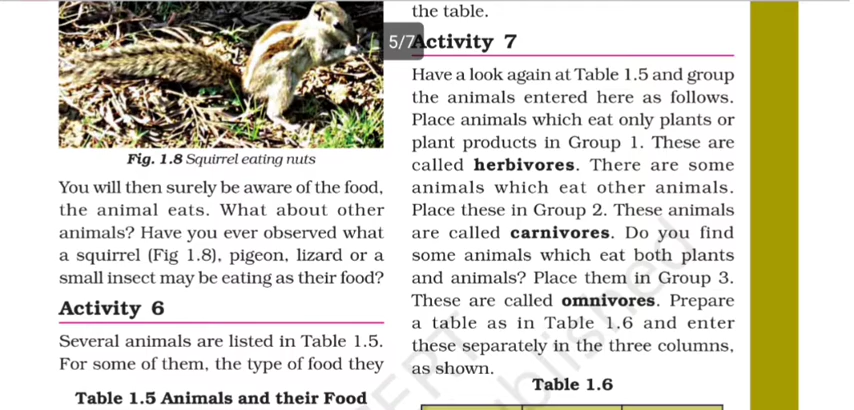 Fig. 1.8 Squirrel eating nuts
You will then surely be aware of the food,
the animal eats. What about other
animals? Have you ever observed what
a squirrel (Fig 1.8), pigeon, lizard or a
small insect may be eating as their food?
Activity 6
Several animals are listed in Table 1.5.
For some of them, the type of food they
Table 1.5 Animals and their Food
the table.
5/7
Activity 7
Have a look again at Table 1.5 and group
the animals entered here as follows.
Place animals which eat only plants or
plant products in Group 1. These are
called herbivores. There are some
animals which eat other animals.
Place these in Group 2. These animals
are called carnivores. Do you find
some animals which eat both plants
and animals? Place them in Group 3.
These are called omnivores. Prepare
a table as in Table 1.6 and enter
these separately in the three columns,
as shown.
Table 1.6